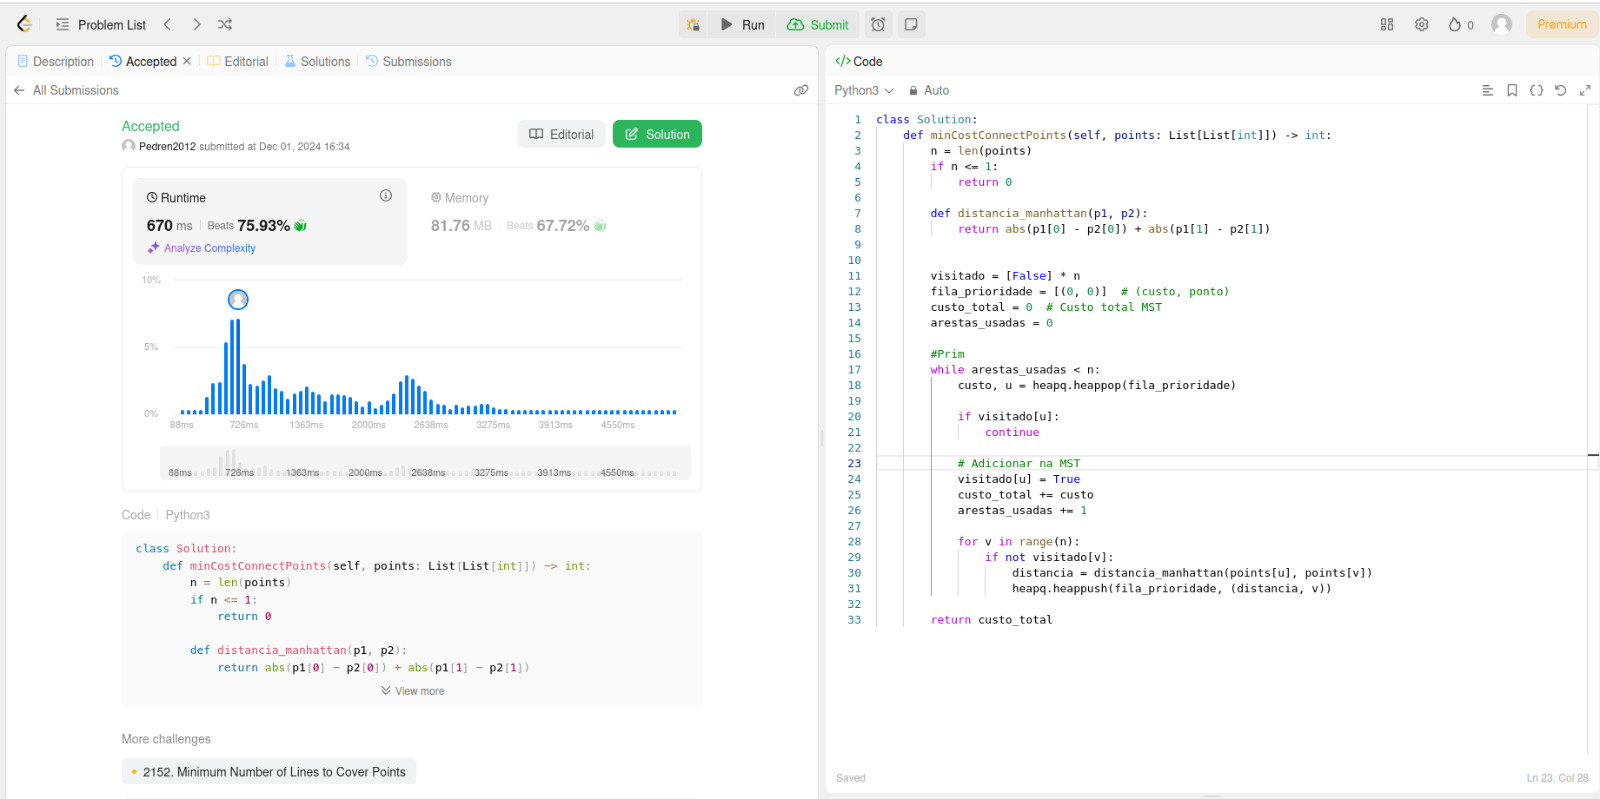 Problem List
Run
Submit
0
Premium
Description
Accepted
Editorial
Solutions
Submissions
All Submissions
Accepted
Pedren2012 submitted at Dec 01, 2024 16:34
Editorial
Solution
Runtime
670 ms
Beats 75.93%
Analyze Complexity
Memory
81.76 MB
Beats 67.72%
10%
5%
0%
88ms 726ms 1363ms 2000ms 2638ms 3275ms 3913ms 4550ms
88ms 726ms 1363ms 2000ms 2638ms 3275ms 3913ms 4550ms
Code
Python3
class Solution:
def minCostConnectPoints(self, points: List[List[int]]) -> int:
n = len(points)
if n <= 1:
return 0
def distancia_manhattan(p1, p2):
return abs(p1[0] - p2[0]) + abs(p1[1] - p2[1])
View more
More challenges
2152. Minimum Number of Lines to Cover Points
</> Code
Python3
Auto
1 class Solution:
2 def minCostConnectPoints(self, points: List[List[int]]) -> int:
3 n = len(points)
4 if n <= 1:
5 return 0
6
7 def distancia_manhattan(p1, p2):
8 return abs(p1[0] - p2[0]) + abs(p1[1] - p2[1])
9
10
11 visitado = [False] * n
12 fila_prioridade = [(0, 0)] # (custo, ponto)
13 custo_total = 0 # Custo total MST
14 arestas_usadas = 0
15
16 #Prim
17 while arestas_usadas < n:
18 custo, u = heapq.heappop(fila_prioridade)
19
20 if visitado[u]:
21 continue
22
23 # Adicionar na MST
24 visitado[u] = True
25 custo_total += custo
26 arestas_usadas += 1
27
28 for v in range(n):
29 if not visitado[v]:
30 distancia = distancia_manhattan(points[u], points[v])
31 heapq.heappush(fila_prioridade, (distancia, v))
32
33 return custo_total
Saved
Ln 23, Col 28